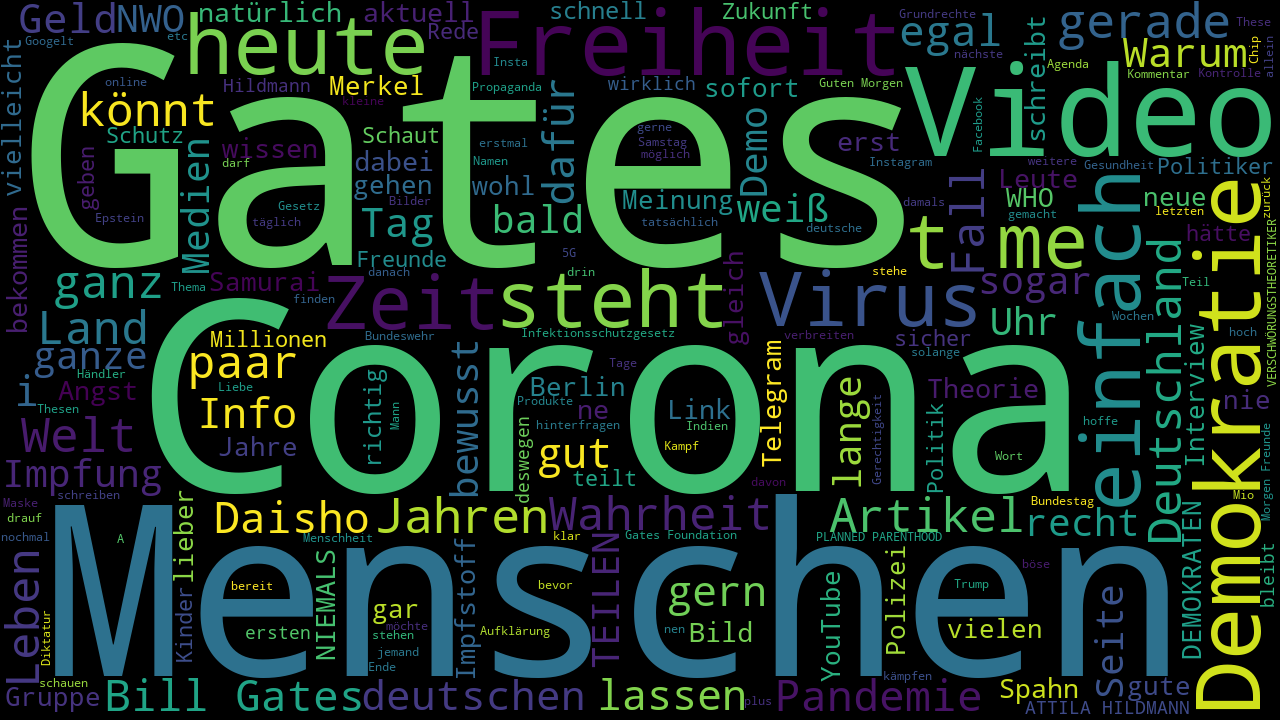 Geld
NWO
natürlich
aktuell
schnell
Zukunft
Grundrechte
These
Googelt
etc
heute
Rede
Freiheit
egal
gerade
nächste
allein
Chip
Warum
vielleicht
online
Hildmann
Merkel
Insta
Propaganda
wirklich
sofort
Guten Morgen
Video
schreibt
Agenda
Kommentar
Kontrolle
könnt
kleine
Gates
dafür
Facebook
Schutz
Schaut
erstmal
gerne
Samstag
möglich
Demo
erst
Medien
wissen
darf
dabei
Namen
Instagram
weitere
Gesundheit
Politiker
geben
gehen
wohl
Meinung
weiß
Fall
Leute
WHO
neue
Bilder
Gesetz
täglich
Epstein
bekommen
Tag
bald
tatsächlich
deutsche
damals
gemacht
letzten
zurück
t
me
hätte
Freunde
5G
ganz
Thema
Samurai
danach
drin
gleich
stehe
sogar
Teil
einfach
Demokratie
VERSCHWÖRUNGSTHEORETIKER
finden
Zeit
steht
Virus
Uhr
Wochen
hoch
Land
Millionen
Bundeswehr
Infektionsschutzgesetz
verbreiten
sicher
solange
Deutschland
Interview
ganze
paar
Corona
Tage
Händler
i
Angst
Liebe
richtig
Mann
bewusst
Berlin
Produkte
Telegram
lange
Theorie
nie
Thesen
Info
ne
Link
Gerechtigkeit
Politik
hinterfragen
Indien
hoffe
Welt
Jahre
deswegen
gut
Kampf
Wort
Morgen Freunde
Impfung
teilt
davon
schreiben
Maske
Bundestag
Mio
drauf
lieber
Daisho
Jahren
Wahrheit
Artikel
recht
nochmal
A
Menschheit
klar
Gates Foundation
PLANNED PARENTHOOD
DEMOKRATEN
bleibt
Leben
Menschen
NIEMALS
Impfstoff
TEILEN
YouTube
Polizei
Trump
böse
Seite
Kinder
bereit
gar
bevor
gern
Diktatur
möchte
ersten
stehen
Aufklärung
nen
Bild
vielen
jemand
Ende
schauen
kämpfen
Gruppe
Bill Gates
deutschen
lassen
plus
Pandemie
Spahn
gute
ATTILA HILDMANN